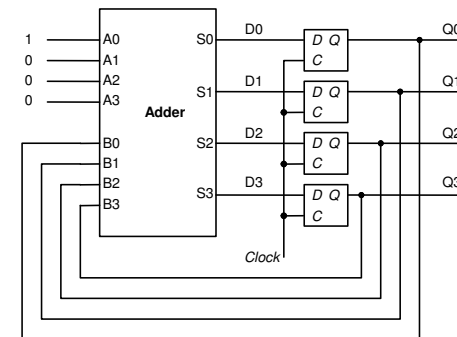 D0 Q0
1 A0 S0 D Q
0 A1 C
0 A2 D1 Q1
0 A3 S1 D Q
Adder C
D2 Q2
B0 S2 D Q
B1 C
B2 D3 Q3
B3 S3 D Q
C
Clock